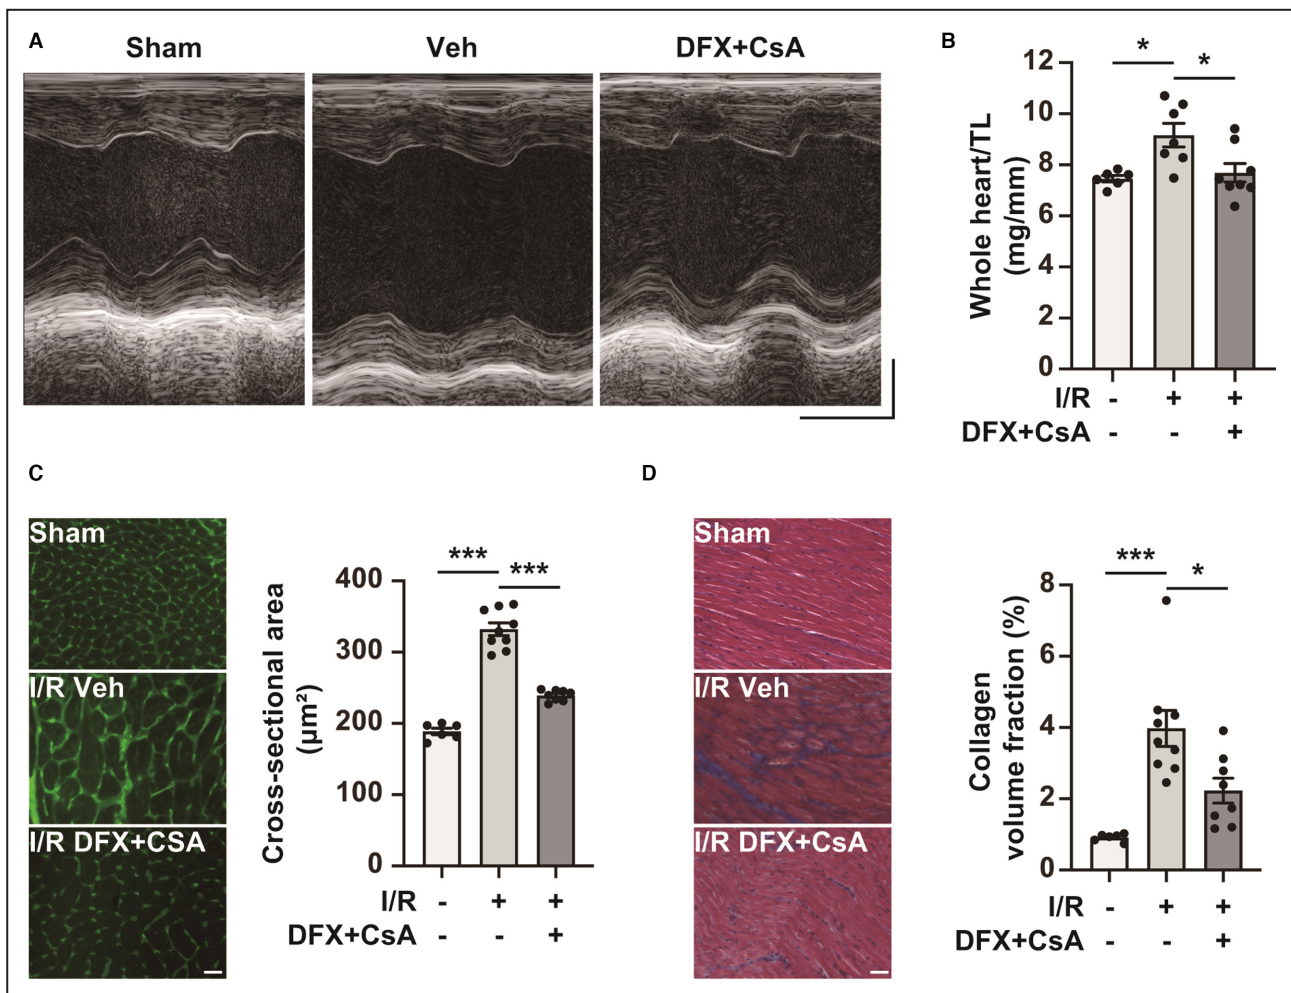 A
Sham
Veh
DFX+CsA
B
Whole heart/TL
(mg/mm)
12
10
8
6
4
2
0
*
*
I/R - + +
DFX+CsA - - +
C
Sham
I/R Veh
I/R DFX+CSA
Cross-sectional area
(µm²)
400
300
200
100
0
***
***
I/R - + +
DFX+CsA - - +
D
Sham
I/R Veh
I/R DFX+CsA
Collagen
volume fraction (%)
8
6
4
2
0
***
*
I/R - + +
DFX+CsA - - +